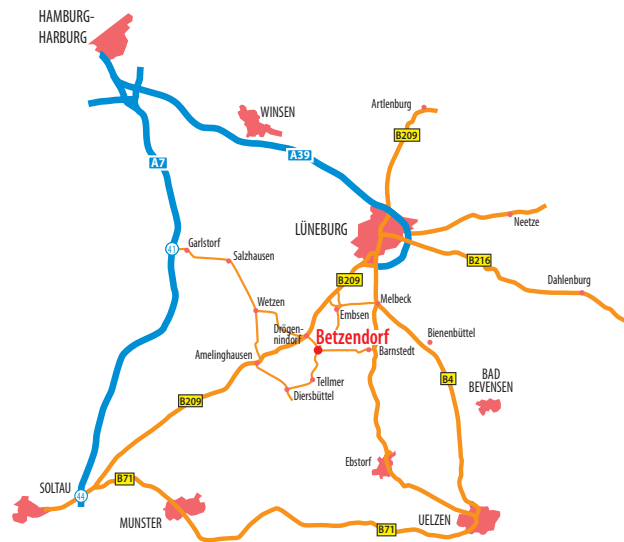 HAMBURG-
HARBURG
WINSEN
Artlenburg
B209
A7
A39
Neetze
LÜNEBURG
41
Garlstorf
Salzhausen
B216
B209
Dahlenburg
Wetzen
Melbeck
Embsen
Drögen-
nindorf
Betzendorf
Bienenbüttel
Barnstedt
Amelinghausen
BAD
BEVENSEN
Tellmer
B4
Diersbüttel
B209
Ebstorf
B71
SOLTAU
44
MUNSTER
B71
UELZEN